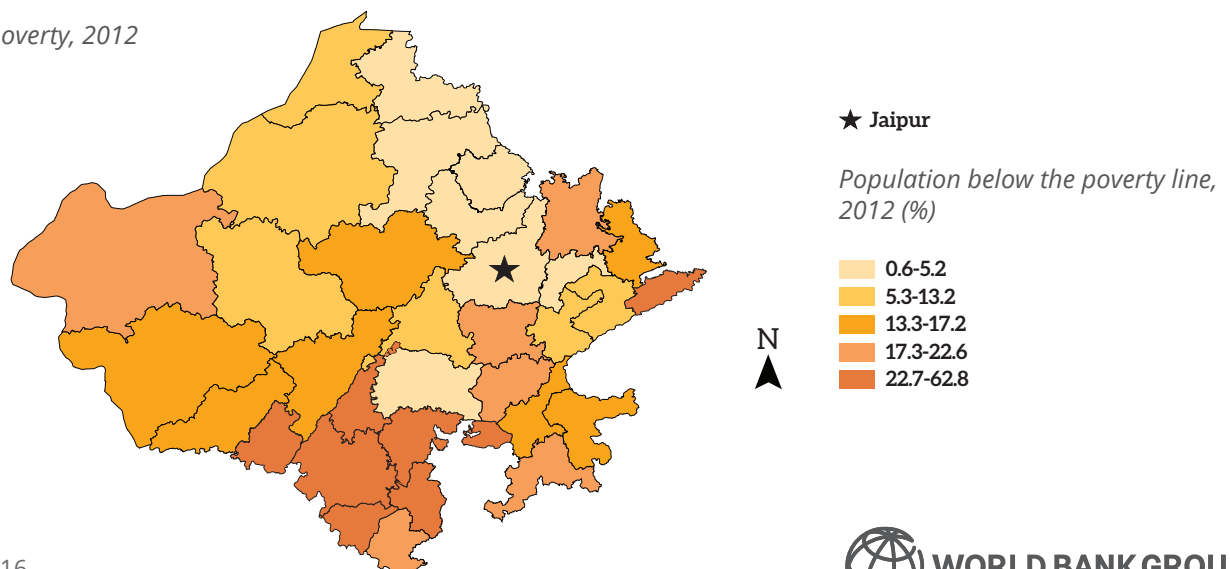 overty, 2012
Jaipur
Population below the poverty line,
2012 (%)
0.6-5.2
5.3-13.2
13.3-17.2
17.3-22.6
22.7-62.8
N
16
WORLD BANK GROU